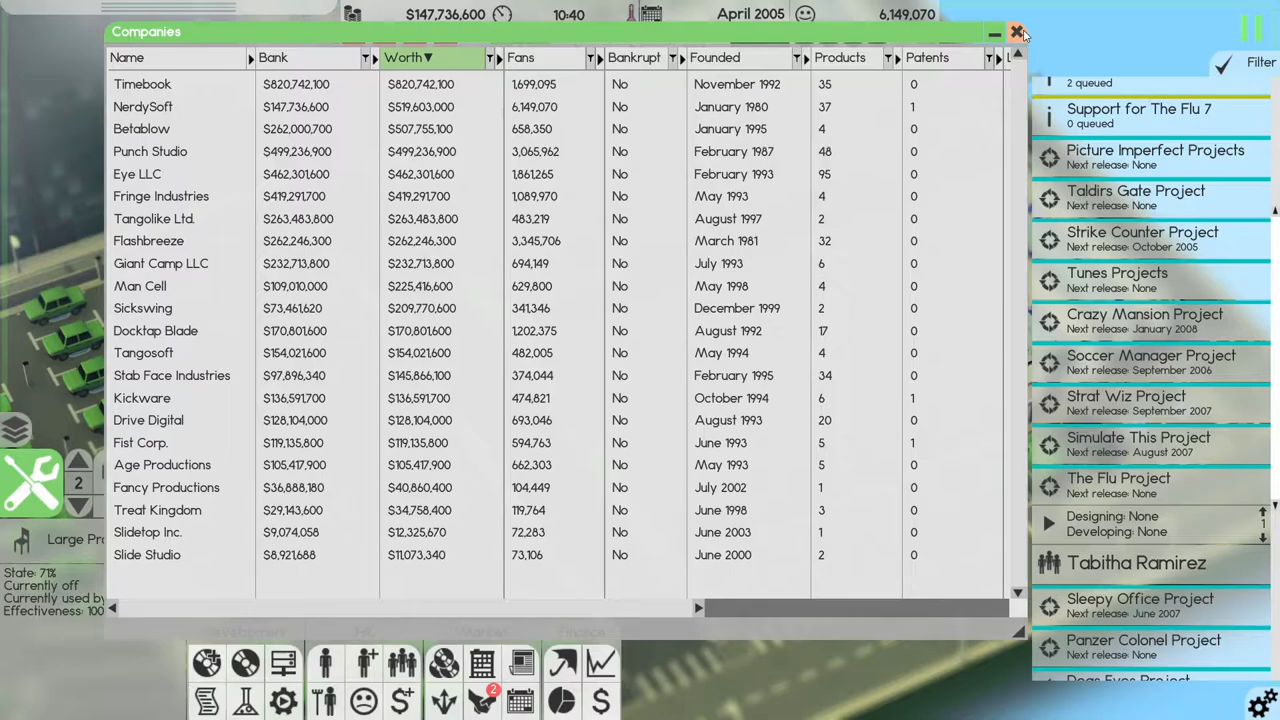 $147,736,600 10:40 April 2005 6,149,070
Companies
Name Bank Worth▼ Fans Bankrupt Founded Products Patents
Timebook $820,742,100 $820,742,100 1,699,095 No November 1992 35 0
NerdySoft $147,736,600 $519,603,000 6,149,070 No January 1980 37 1
Betablow $262,000,700 $507,755,100 658,350 No January 1995 4 0
Punch Studio $499,236,900 $499,236,900 3,065,962 No February 1987 48 0
Eye LLC $462,301,600 $462,301,600 1,861,265 No February 1993 95 0
Fringe Industries $419,291,700 $419,291,700 1,089,970 No May 1993 4 0
Tangolike Ltd. $263,483,800 $263,483,800 483,219 No August 1997 2 0
Flashbreeze $262,246,300 $262,246,300 3,345,706 No March 1981 32 0
Giant Camp LLC $232,713,800 $232,713,800 694,149 No July 1993 6 0
Man Cell $109,010,000 $225,416,600 629,800 No May 1998 4 0
Sickswing $73,461,620 $209,770,600 341,346 No December 1999 2 0
Docktap Blade $170,801,600 $170,801,600 1,202,375 No August 1992 17 0
Tangosoft $154,021,600 $154,021,600 482,005 No May 1994 4 0
Stab Face Industries $97,896,340 $145,866,100 374,044 No February 1995 34 0
Kickware $136,591,700 $136,591,700 474,821 No October 1994 6 1
Drive Digital $128,104,000 $128,104,000 693,046 No August 1993 20 0
Fist Corp. $119,135,800 $119,135,800 594,763 No June 1993 5 1
Age Productions $105,417,900 $105,417,900 662,303 No May 1993 5 0
Fancy Productions $36,888,180 $40,860,400 104,449 No July 2002 1 0
Treat Kingdom $29,143,600 $34,758,400 119,764 No June 1998 3 0
Slidetop Inc. $9,074,058 $12,325,670 72,283 No June 2003 1 0
Slide Studio $8,921,688 $11,073,340 73,106 No June 2000 2 0
Filter
2 queued
Support for The Flu 7
0 queued
Picture Imperfect Projects
Next release: None
Taldirs Gate Project
Next release: None
Strike Counter Project
Next release: October 2005
Tunes Projects
Next release: None
Crazy Mansion Project
Next release: January 2008
Soccer Manager Project
Next release: September 2006
Strat Wiz Project
Next release: September 2007
Simulate This Project
Next release: August 2007
The Flu Project
Next release: None
Designing: None
Developing: None
1
Tabitha Ramirez
Sleepy Office Project
Next release: June 2007
Panzer Colonel Project
Next release: None
Dogs Eyes Project
2
Large Pro
State: 71%
Currently off
Currently used by
Effectiveness: 100
Development Market Finance
2